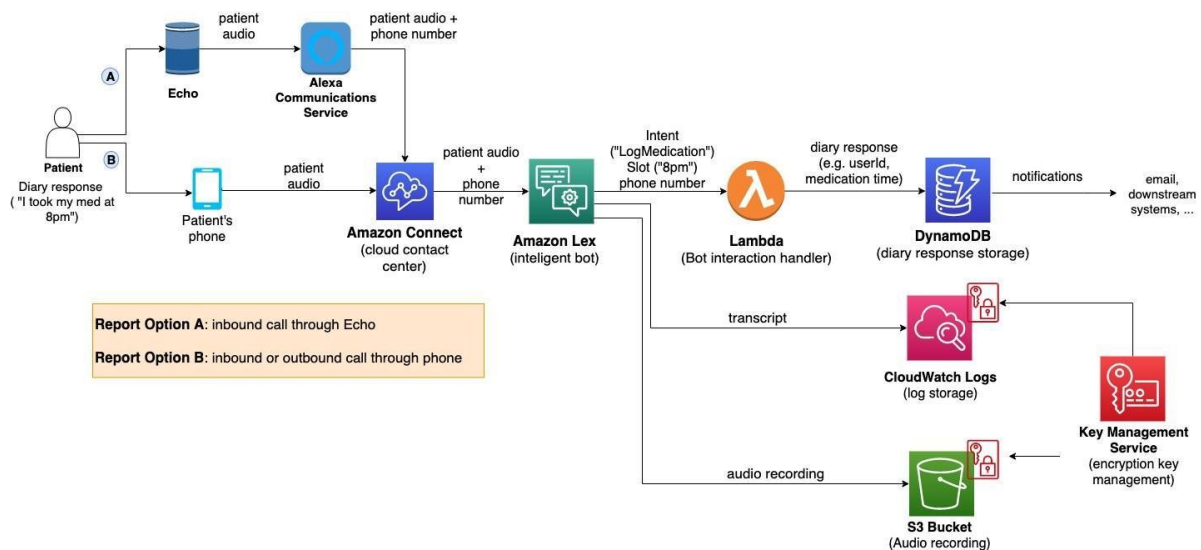 patient
audio
patient audio +
phone number
A
Echo
Alexa
Communications
Service
B
Patient
Diary response
( "I took my med at
8pm")
Patient's
phone
patient
audio
Amazon Connect
(cloud contact
center)
patient audio
+
phone
number
Amazon Lex
(inteligent bot)
Intent
("LogMedication")
Slot ("8pm")
phone number
Lambda
(Bot interaction handler)
diary response
(e.g. userId,
medication time)
DynamoDB
(diary response storage)
notifications
email,
downstream
systems, ...
Report Option A: inbound call through Echo
Report Option B: inbound or outbound call through phone
transcript
CloudWatch Logs
(log storage)
Key Management
Service
(encryption key
management)
audio recording
S3 Bucket
(Audio recording)